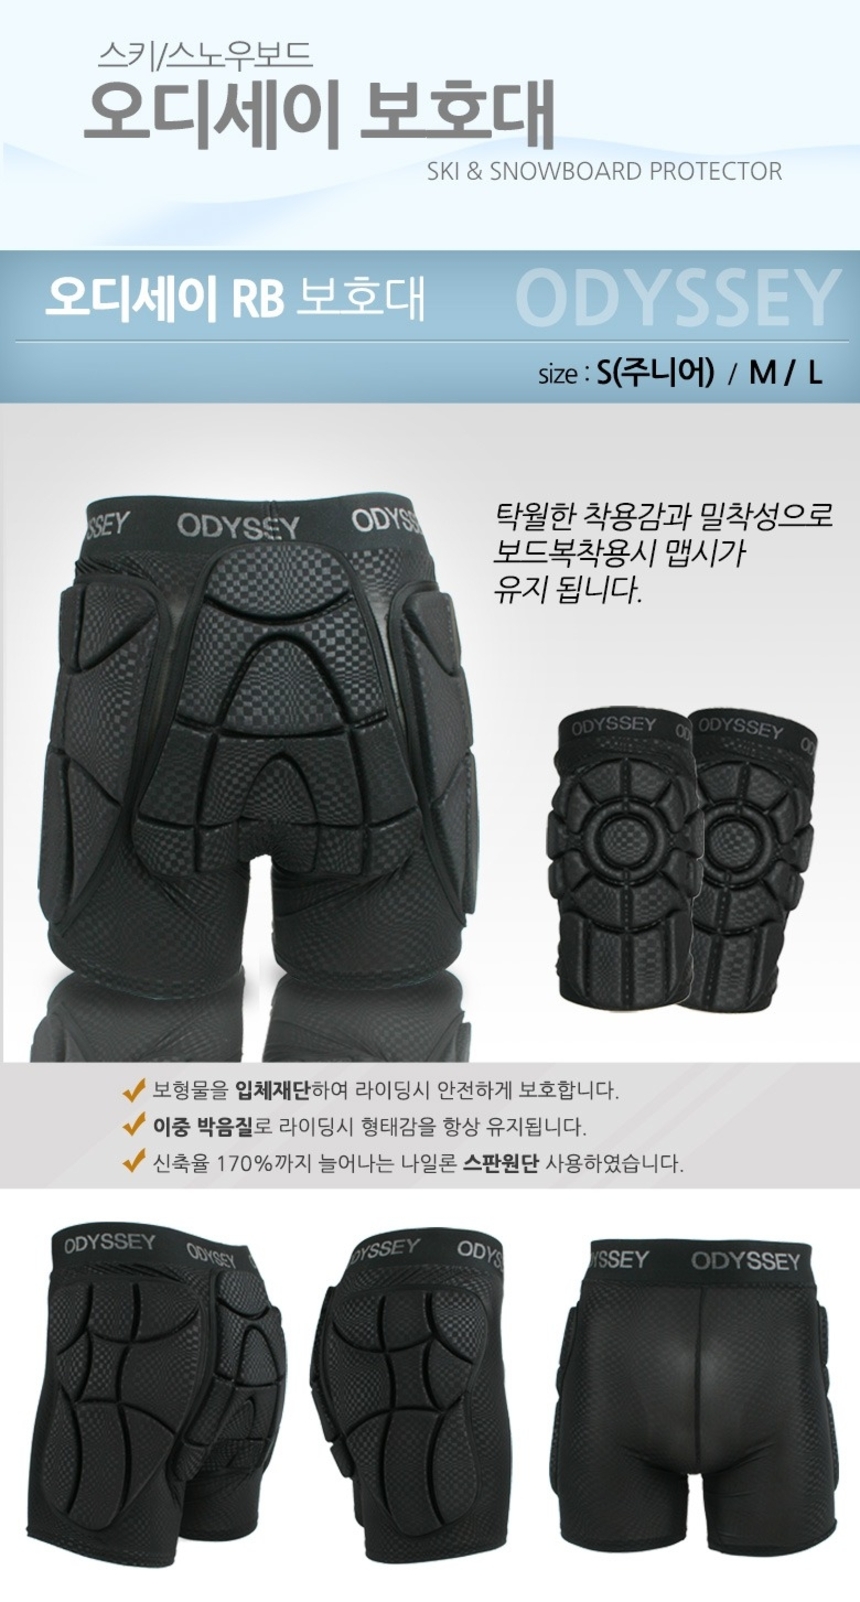 스키/스노우보드
오디세이 보호대
SKI & SNOWBOARD PROTECTOR
오디세이 RB 보호대
ODYSSEY
size : S(주니어) / M / L
SSEY ODYSSEY ODYSS
탁월한 착용감과 밀착성으로
보드복착용시 맵시가
유지 됩니다.
ODYSSEY OD
ODYSSEY OD
보형물을 입체재단하여 라이딩시 안전하게 보호합니다.
이중 박음질로 라이딩시 형태감을 항상 유지됩니다.
신축율 170%까지 늘어나는 나일론 스판원단 사용하였습니다.
ODYSSEY ODYSSEY
ODYSSEY ODYS
YSSEY ODYSSEY